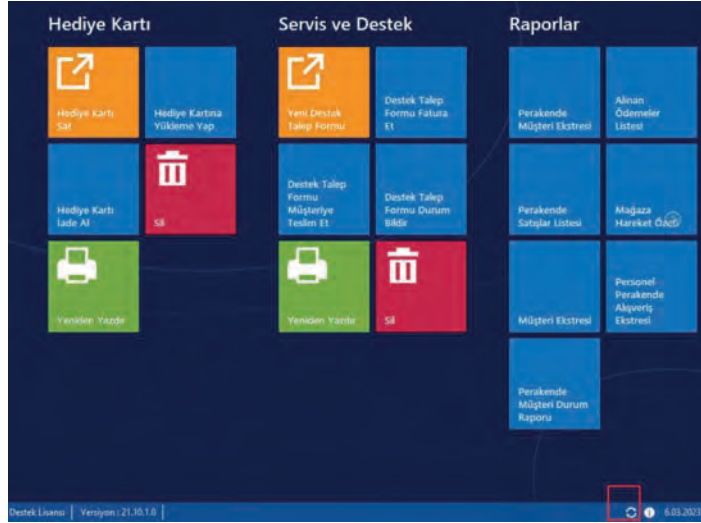 Hediye Kartı
Servis ve Destek
Raporlar
Hediye Kartı
Sat
Hediye Kartına
Yükleme Yap
Yeni Destek
Talep Formu
Destek Talep
Formu Fatura
Et
Perakende
Müşteri Ekstresi
Alınan
Ödemeler
Listesi
Hediye Kartı
İade Al
Sil
Destek Talep
Formu
Müşteriye
Teslim Et
Destek Talep
Formu Durum
Bildir
Perakende
Satışlar Listesi
Mağaza
Hareket Özeti
Yeniden Yazdır
Yeniden Yazdır
Sil
Müşteri Ekstresi
Personel
Perakende
Alışveriş
Ekstresi
Perakende
Müşteri Durum
Raporu
Destek Lisansı | Versiyon : 21.10.1.0 | 6.03.2023